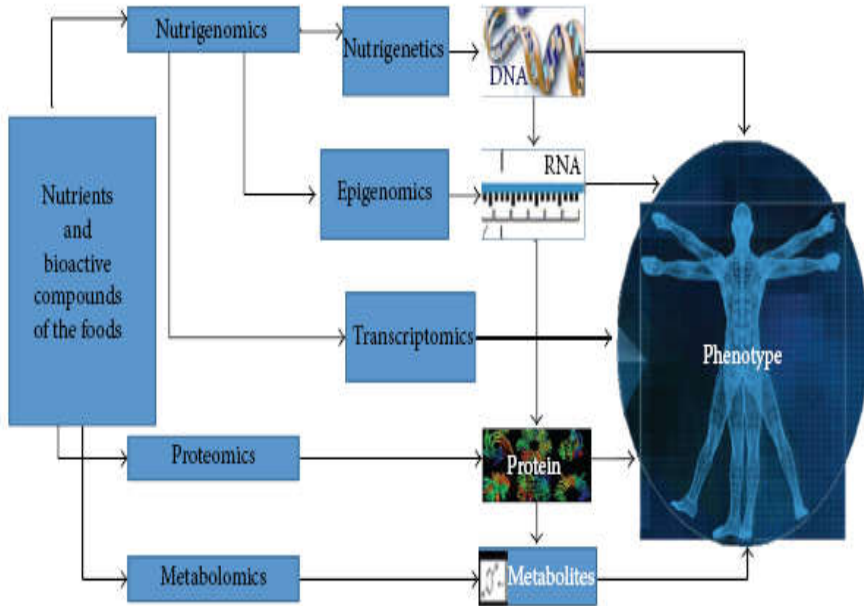 Nutrigenomics
Nutrigenetics
DNA
Nutrients
and
bioactive
compounds
of the foods
Epigenomics
RNA
Transcriptomics
Phenotype
Proteomics
Protein
Metabolomics
Metabolites